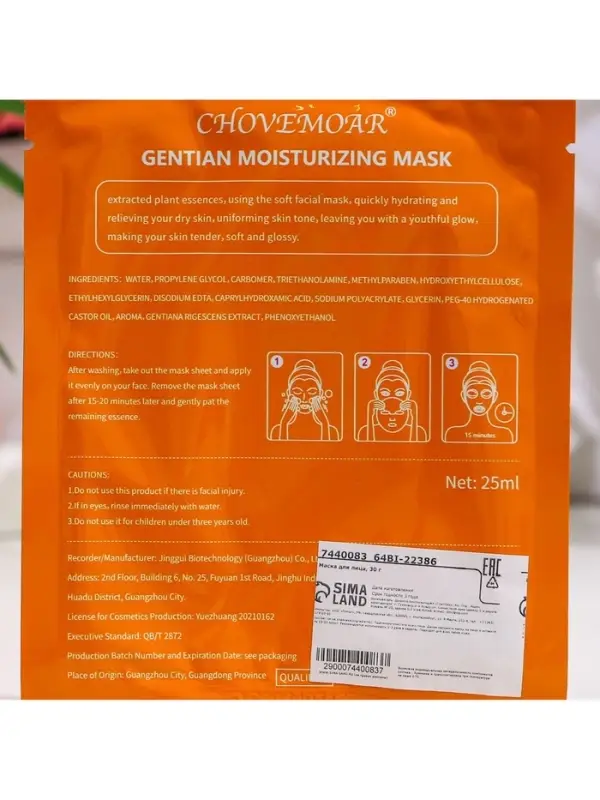 CHOVEMOAR®
GENTIAN MOISTURIZING MASK
extracted plant essences, using the soft facial mask, quickly hydrating and
relieving your dry skin, uniforming skin tone, leaving you with a youthful glow,
making your skin tender, soft and glossy.
INGREDIENTS: WATER, PROPYLENE GLYCOL, CARBOMER, TRIETHANOLAMINE, METHYLPARABEN, HYDROXYETHYLCELLULOSE,
ETHYLHEXYLGLYCERIN, DISODIUM EDTA, CAPRYLHYDROXAMIC ACID, SODIUM POLYACRYLATE, GLYCERIN, PEG-40 HYDROGENATED
CASTOR OIL, AROMA, GENTIANA RIGESCENS EXTRACT, PHENOXYETHANOL
DIRECTIONS:
After washing, take out the mask sheet and apply
it evenly on your face. Remove the mask sheet
after 15-20 minutes later and gently pat the
remaining essence.
1
2
3
15 minutes
CAUTIONS:
1.Do not use this product if there is facial injury.
2.If in eyes, rinse immediately with water.
3.Do not use it for children under three years old.
Net: 25ml
Recorder/Manufacturer: Jinggui Biotechnology (Guangzhou) Co., L
Address: 2nd Floor, Building 6, No. 25, Fuyuan 1st Road, Jinghu Ind
Huadu District, Guangzhou City.
License for Cosmetics Production: Yuezhuang 20210162
Executive Standard: QB/T 2872
Production Batch Number and Expiration Date: see packaging
Place of Origin: Guangzhou City, Guangdong Province
QUALI
7440083 64BI-22386
Маска для лица, 30 г
EAC
SIMA
LAND
Дата изготовления
2900074400837